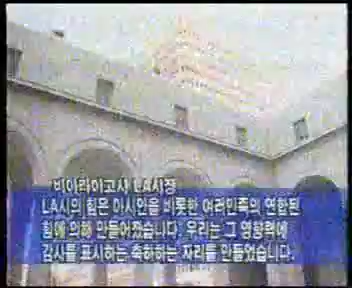 비아라이고사 LA시장
LA시의 힘은 아시안을 비롯한 여러민족의 연합된
힘에 의해 만들어졌습니다. 우리는 그 영향력에
감사를 표시하는 축하하는 자리를 만들었습니다.